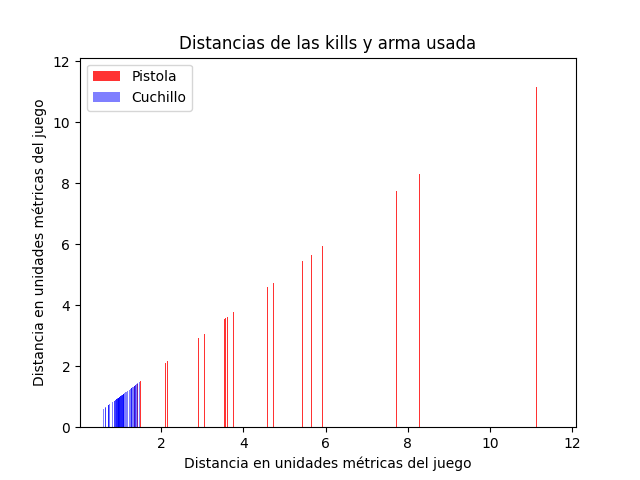 Distancias de las kills y arma usada
Pistola
Cuchillo
Distancia en unidades métricas del juego
12
10
8
6
4
2
0
2 4 6 8 10 12
Distancia en unidades métricas del juego